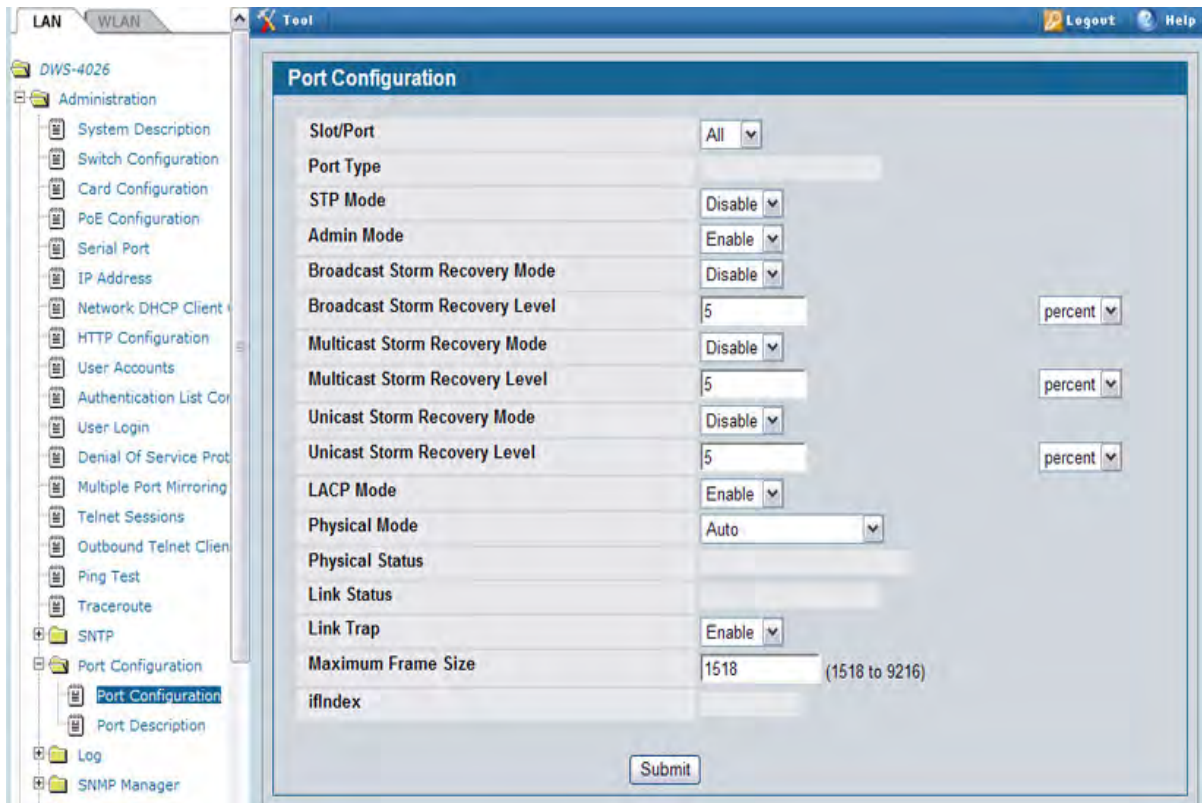 LAN WLAN
Tool Logout Help
DWS-4026
Administration
System Description
Switch Configuration
Card Configuration
PoE Configuration
Serial Port
IP Address
Network DHCP Client
HTTP Configuration
User Accounts
Authentication List Cor
User Login
Denial Of Service Prot
Multiple Port Mirroring
Telnet Sessions
Outbound Telnet Clien
Ping Test
Traceroute
SNTP
Port Configuration
Port Configuration
Port Description
Log
SNMP Manager
Port Configuration
Slot/Port All
Port Type
STP Mode Disable
Admin Mode Enable
Broadcast Storm Recovery Mode Disable
Broadcast Storm Recovery Level 5 percent
Multicast Storm Recovery Mode Disable
Multicast Storm Recovery Level 5 percent
Unicast Storm Recovery Mode Disable
Unicast Storm Recovery Level 5 percent
LACP Mode Enable
Physical Mode Auto
Physical Status
Link Status
Link Trap Enable
Maximum Frame Size 1518 (1518 to 9216)
ifIndex
Submit